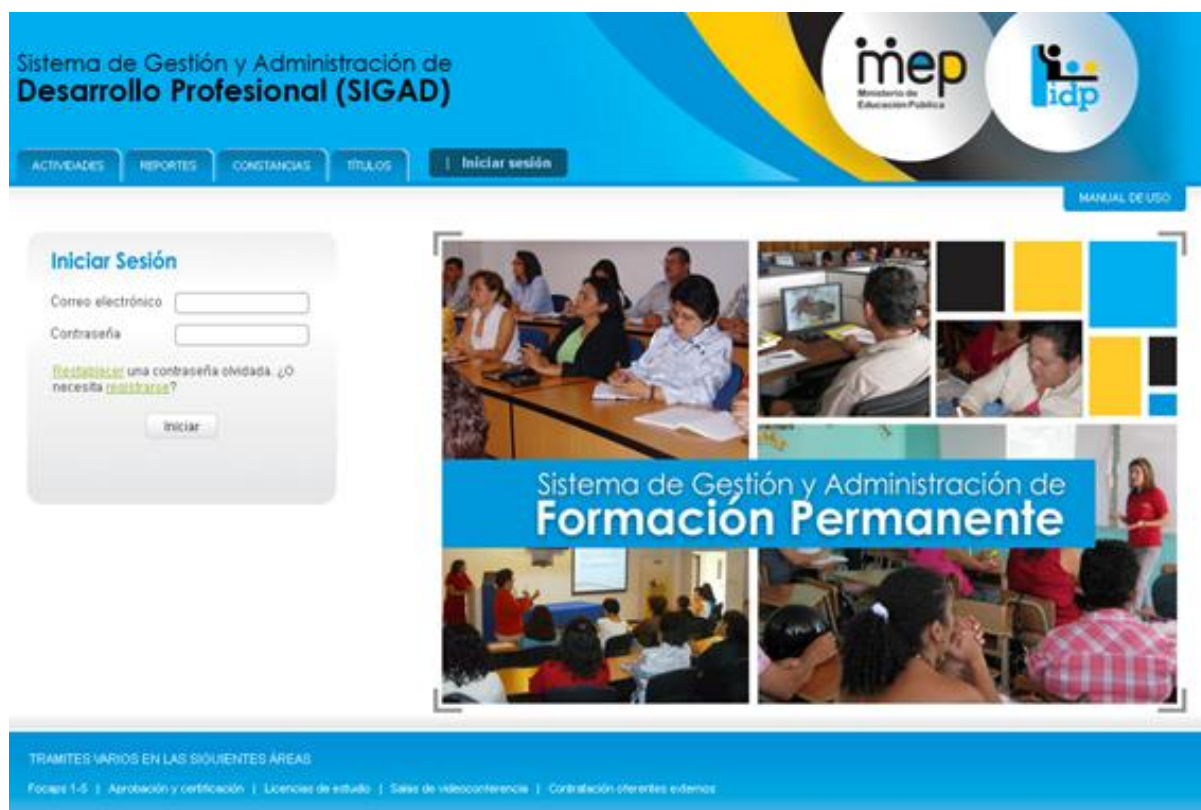 Sistema de Gestión y Administración de
Desarrollo Profesional (SIGAD)
mep
Ministerio de
Educación Pública
idp
ACTIVIDADES
REPORTES
CONSTANCIAS
TÍTULOS
| Iniciar sesión
MANUAL DE USO
Iniciar Sesión
Correo electrónico
Contraseña
Restablecer una contraseña olvidada. ¿O
necesita registrarse?
Iniciar
Sistema de Gestión y Administración de
Formación Permanente
TRAMITES VARIOS EN LAS SIGUIENTES ÁREAS
Focaps 1-5 | Aprobación y certificación | Licencias de estudio | Salas de videoconferencia | Contratación oferentes externos